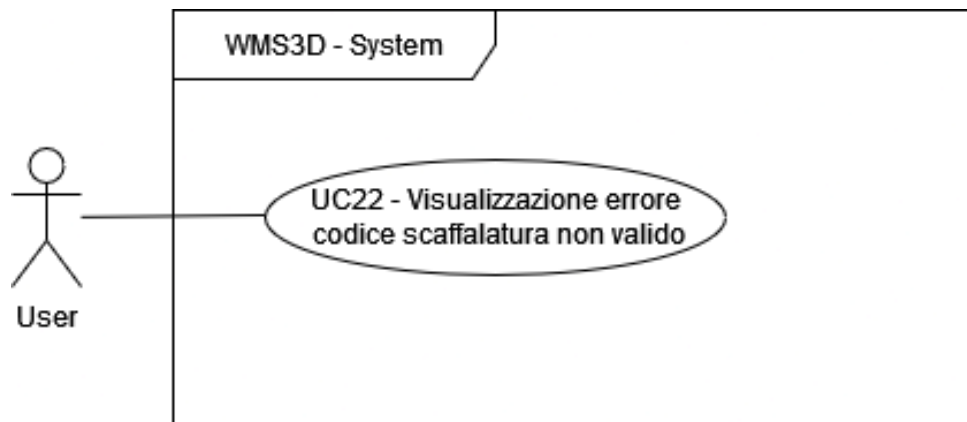 WMS3D - System
UC22 - Visualizzazione errore
codice scaffalatura non valido
User